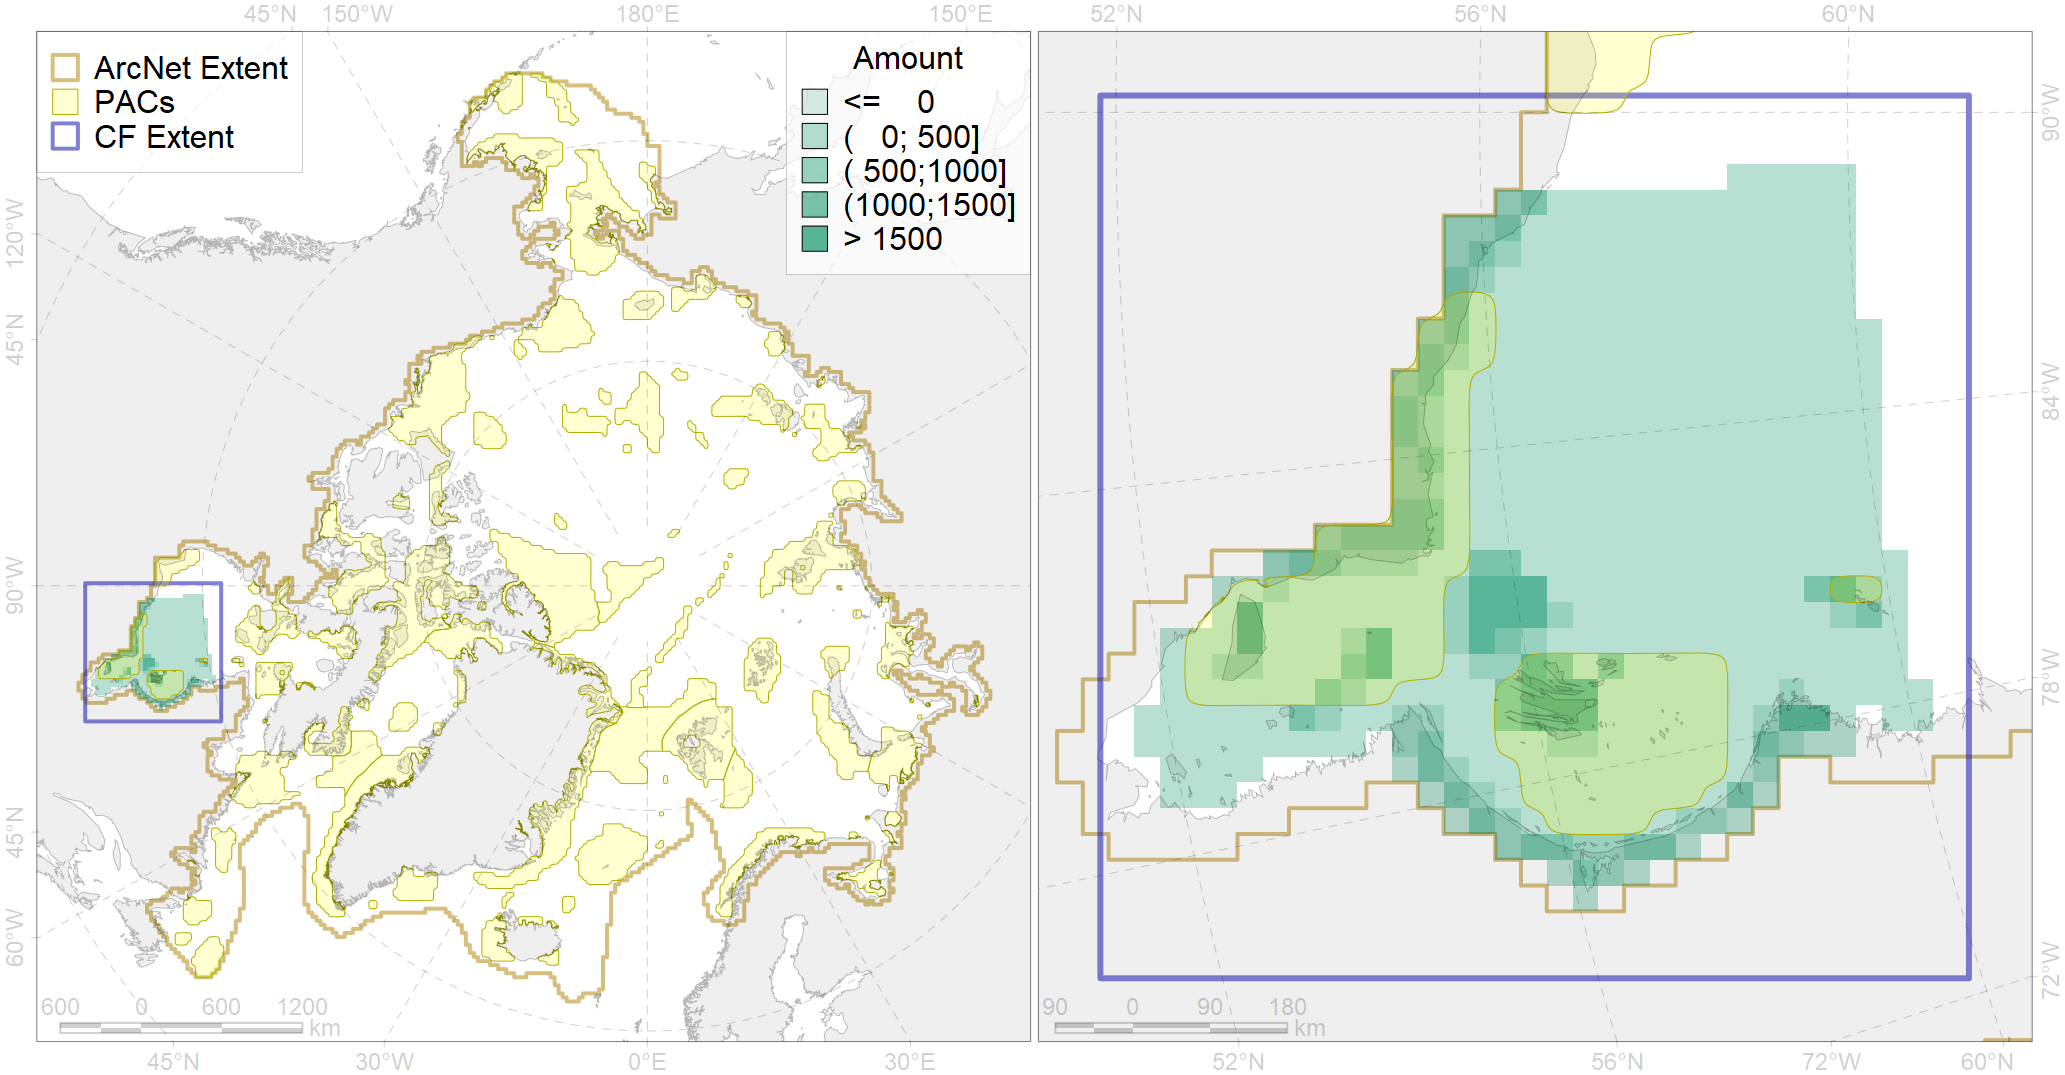 45°N 150°W 180°E 150°E 52°N 56°N 60°N
ArcNet Extent
PACs
CF Extent
Amount
<= 0
( 0; 500]
( 500;1000]
(1000;1500]
> 1500
120°W
45°N
90°W
45°N
60°W
90°W
84°W
78°W
72°W
600 0 600 1200
km
90 0 90 180
km
45°N 30°W 0°E 30°E 52°N 56°N 72°W 60°N